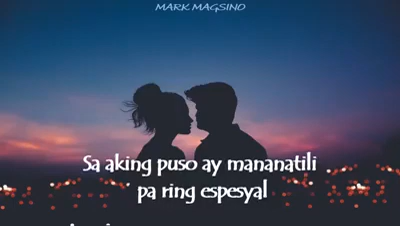 MARK MAGSINO
Sa aking puso ay mananatili
pa ring espesyal